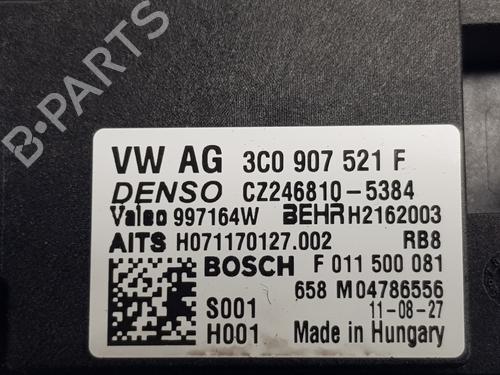 VW AG 3C0 907 521 F
DENSO CZ246810-5384
Valeo 997164W BEHR H2162003
AITS H071170127.002 RB8
BOSCH F 011 500 081
658 M 04786556
S001 11-08-27
H001 Made in Hungary
B-PARTS